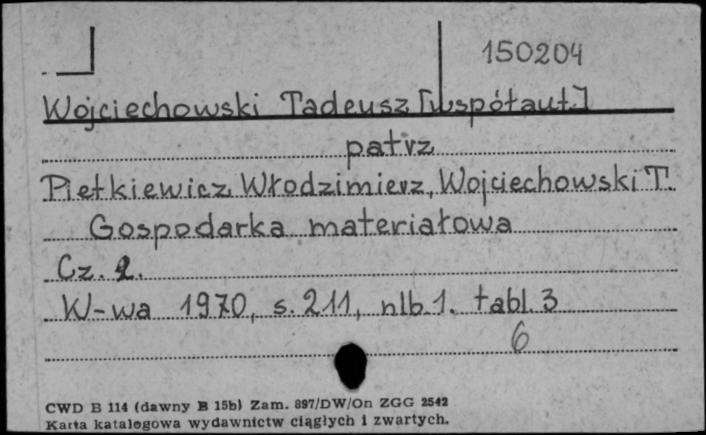 150204
Wojciechowski Tadeusz [współaut.]
patrz
Pietkiewicz Włodzimierz, Wojciechowski T.
Gospodarka materiałowa
Cz. 2.
W-wa 1970, s. 211, nlb. 1. tabl. 3
6
CWD B 114 (dawny B 15b) Zam. 897/DW/On ZGG 2542
Karta katalogowa wydawnictw ciągłych i zwartych.